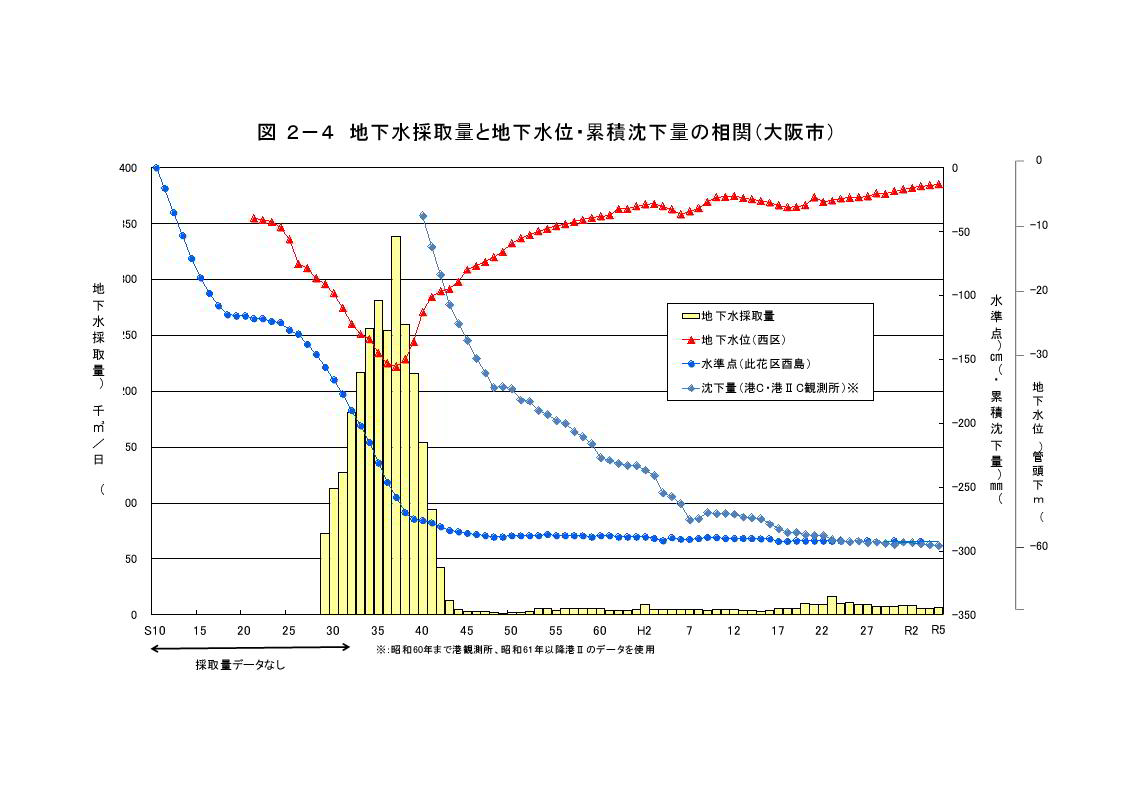 図 2－4 地下水採取量と地下水位・累積沈下量の相関（大阪市）
400
350
300
250
200
50
00
50
0
地下水採取量） 千㎥／日 （
0
−50
−100
−150
−200
−250
−300
−350
水準点）cm（・累積沈下量）mm（
0
−10
−20
−30
−60
地下水位 ）管頭下 m （
地下水採取量
地下水位（西区）
水準点（此花区酉島）
沈下量（港C・港ⅡC観測所）※
S10 15 20 25 30 35 40 45 50 55 60 H2 7 12 17 22 27 R2 R5
採取量データなし
※：昭和60年まで港観測所、昭和61年以降港Ⅱのデータを使用